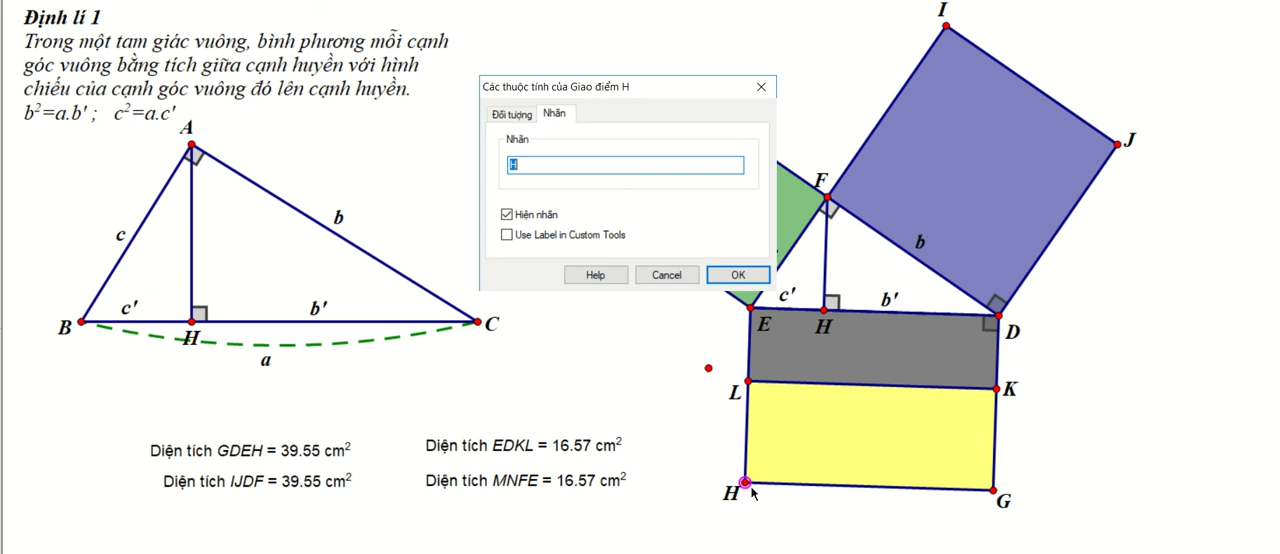 Định lí 1
Trong một tam giác vuông, bình phương mỗi cạnh
góc vuông bằng tích giữa cạnh huyền với hình
chiếu của cạnh góc vuông đó lên cạnh huyền.
b²=a.b' ; c²=a.c'
A
c
b
c'
b'
B
H
C
a
Các thuộc tính của Giao điểm H
Đối tượng
Nhãn
Nhãn
H
Hiện nhãn
Use Label in Custom Tools
Help
Cancel
OK
I
J
F
b
c'
b'
E
H
D
L
K
H
G
Diện tích GDEH = 39.55 cm²
Diện tích EDKL = 16.57 cm²
Diện tích IJDF = 39.55 cm²
Diện tích MNFE = 16.57 cm²